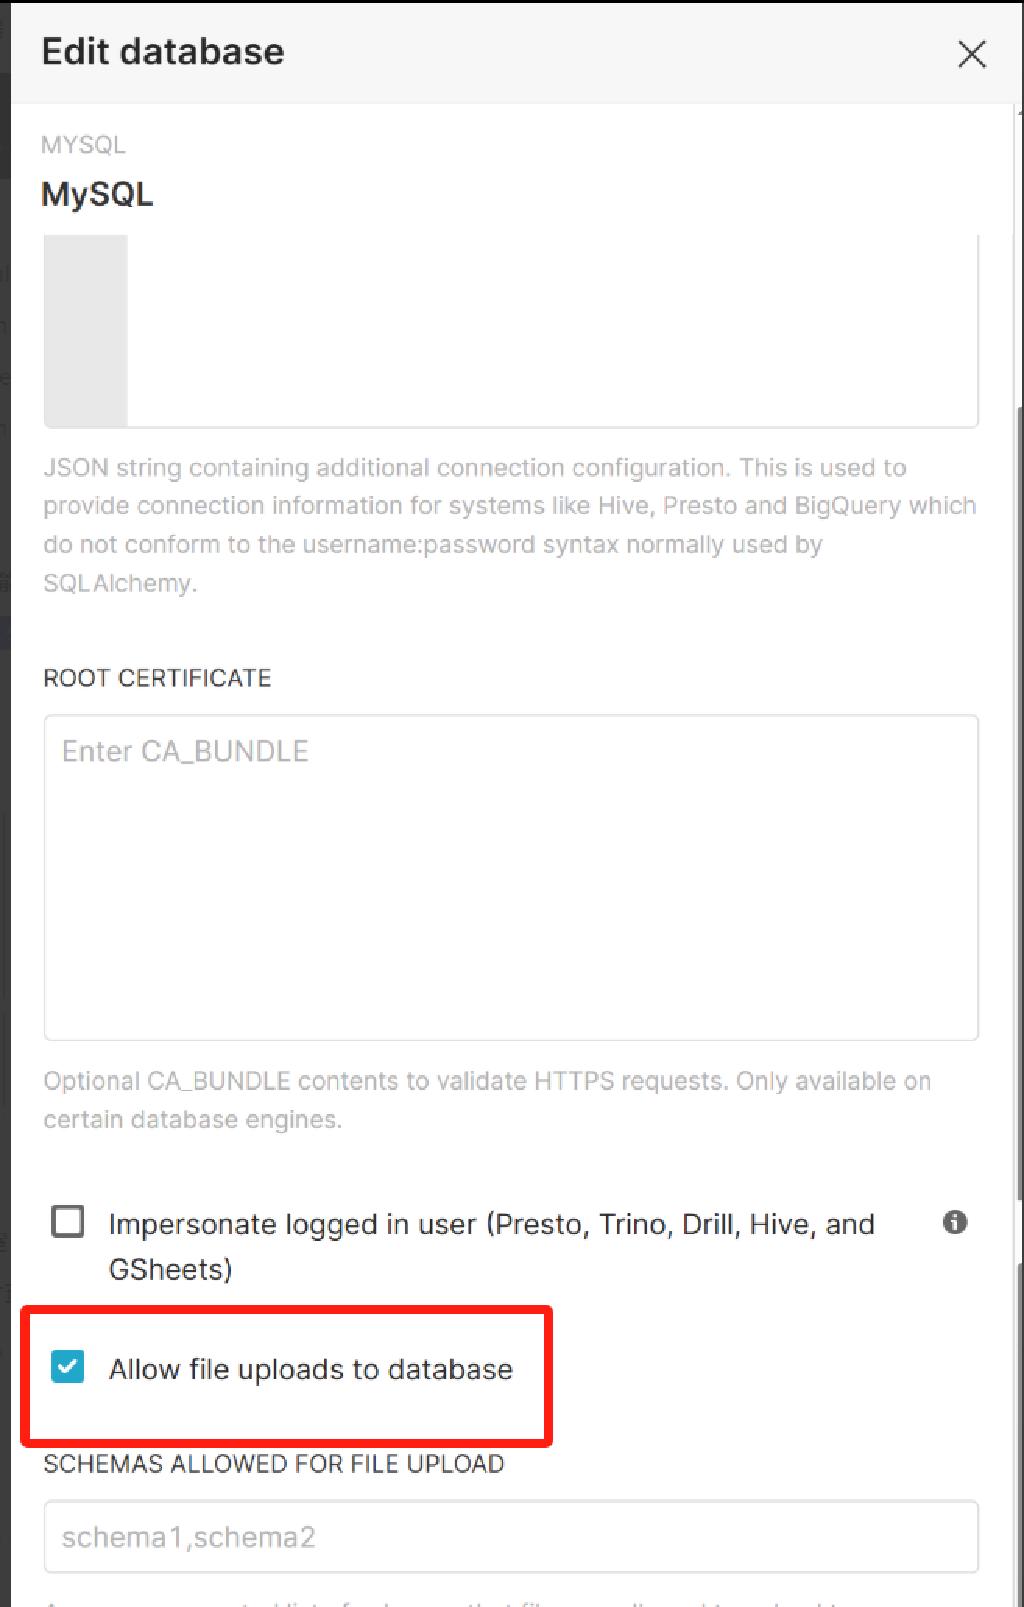 Edit database
MYSQL
MySQL
JSON string containing additional connection configuration. This is used to
provide connection information for systems like Hive, Presto and BigQuery which
do not conform to the username:password syntax normally used by
SQLAlchemy.
ROOT CERTIFICATE
Enter CA_BUNDLE
Optional CA_BUNDLE contents to validate HTTPS requests. Only available on
certain database engines.
Impersonate logged in user (Presto, Trino, Drill, Hive, and
GSheets)
Allow file uploads to database
SCHEMAS ALLOWED FOR FILE UPLOAD
schema1,schema2